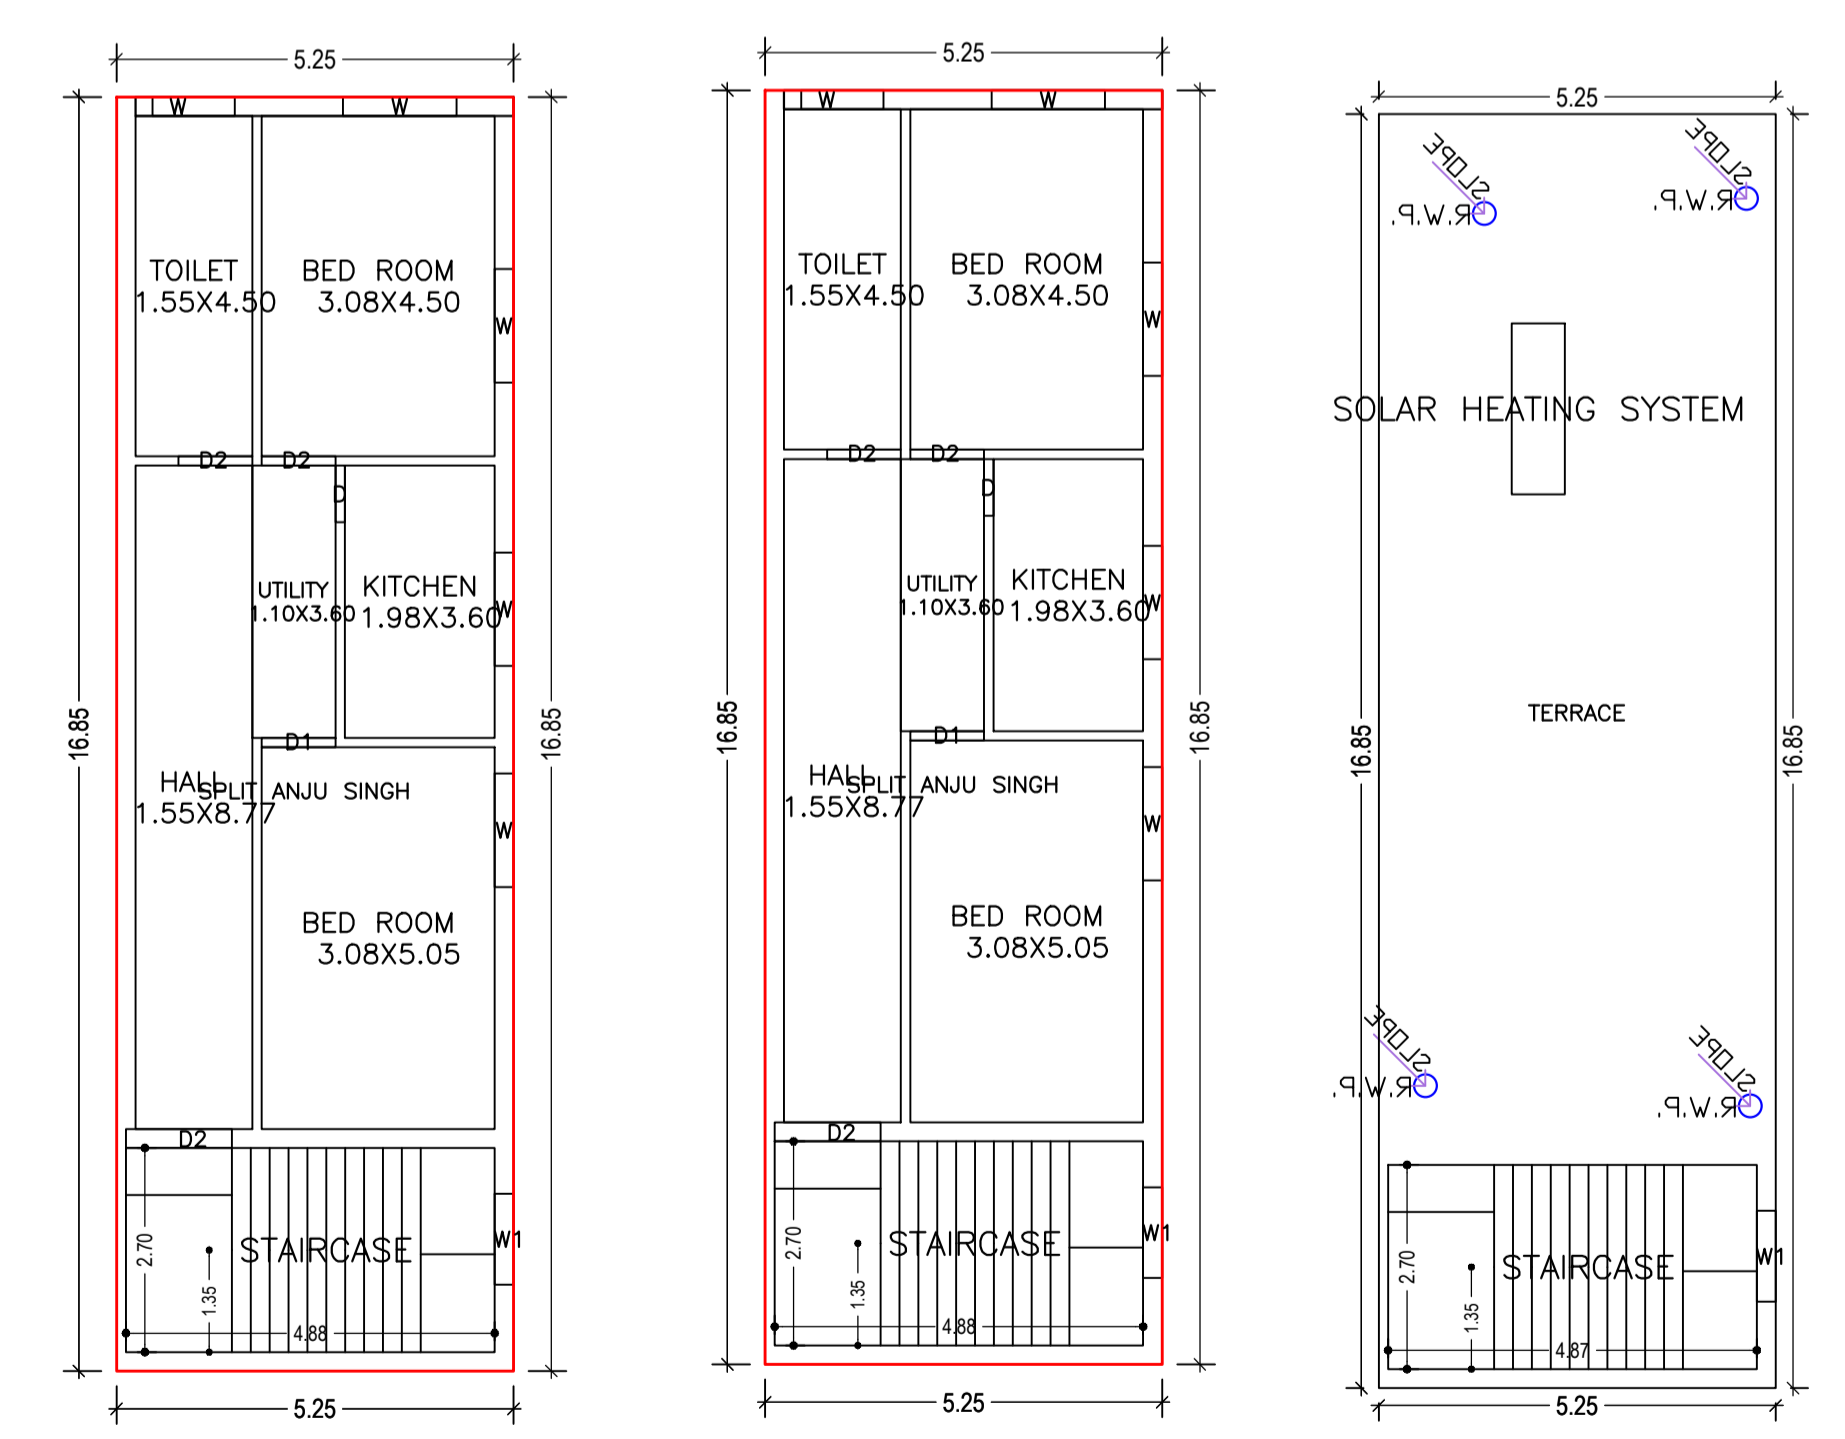 5.25
W W
TOILET
1.55X4.50
BED ROOM
3.08X4.50
W
D2 D2
D
UTILITY
1.10X3.60
KITCHEN
1.98X3.60
W
16.85
16.85
D1
HALL
1.55X8.77
SPLIT ANJU SINGH
W
BED ROOM
3.08X5.05
D2
2.70
STAIRCASE
W1
1.35
4.88
5.25
5.25
W W
TOILET
1.55X4.50
BED ROOM
3.08X4.50
W
D2 D2
D
UTILITY
1.10X3.60
KITCHEN
1.98X3.60
W
16.85
16.85
D1
HALL
1.55X8.77
SPLIT ANJU SINGH
W
BED ROOM
3.08X5.05
D2
2.70
STAIRCASE
W1
1.35
4.88
5.25
5.25
SLOPE
R.W.P.
SLOPE
R.W.P.
SOLAR HEATING SYSTEM
TERRACE
16.85
16.85
SLOPE
R.W.P.
SLOPE
R.W.P.
2.70
STAIRCASE
W1
1.35
4.87
5.25